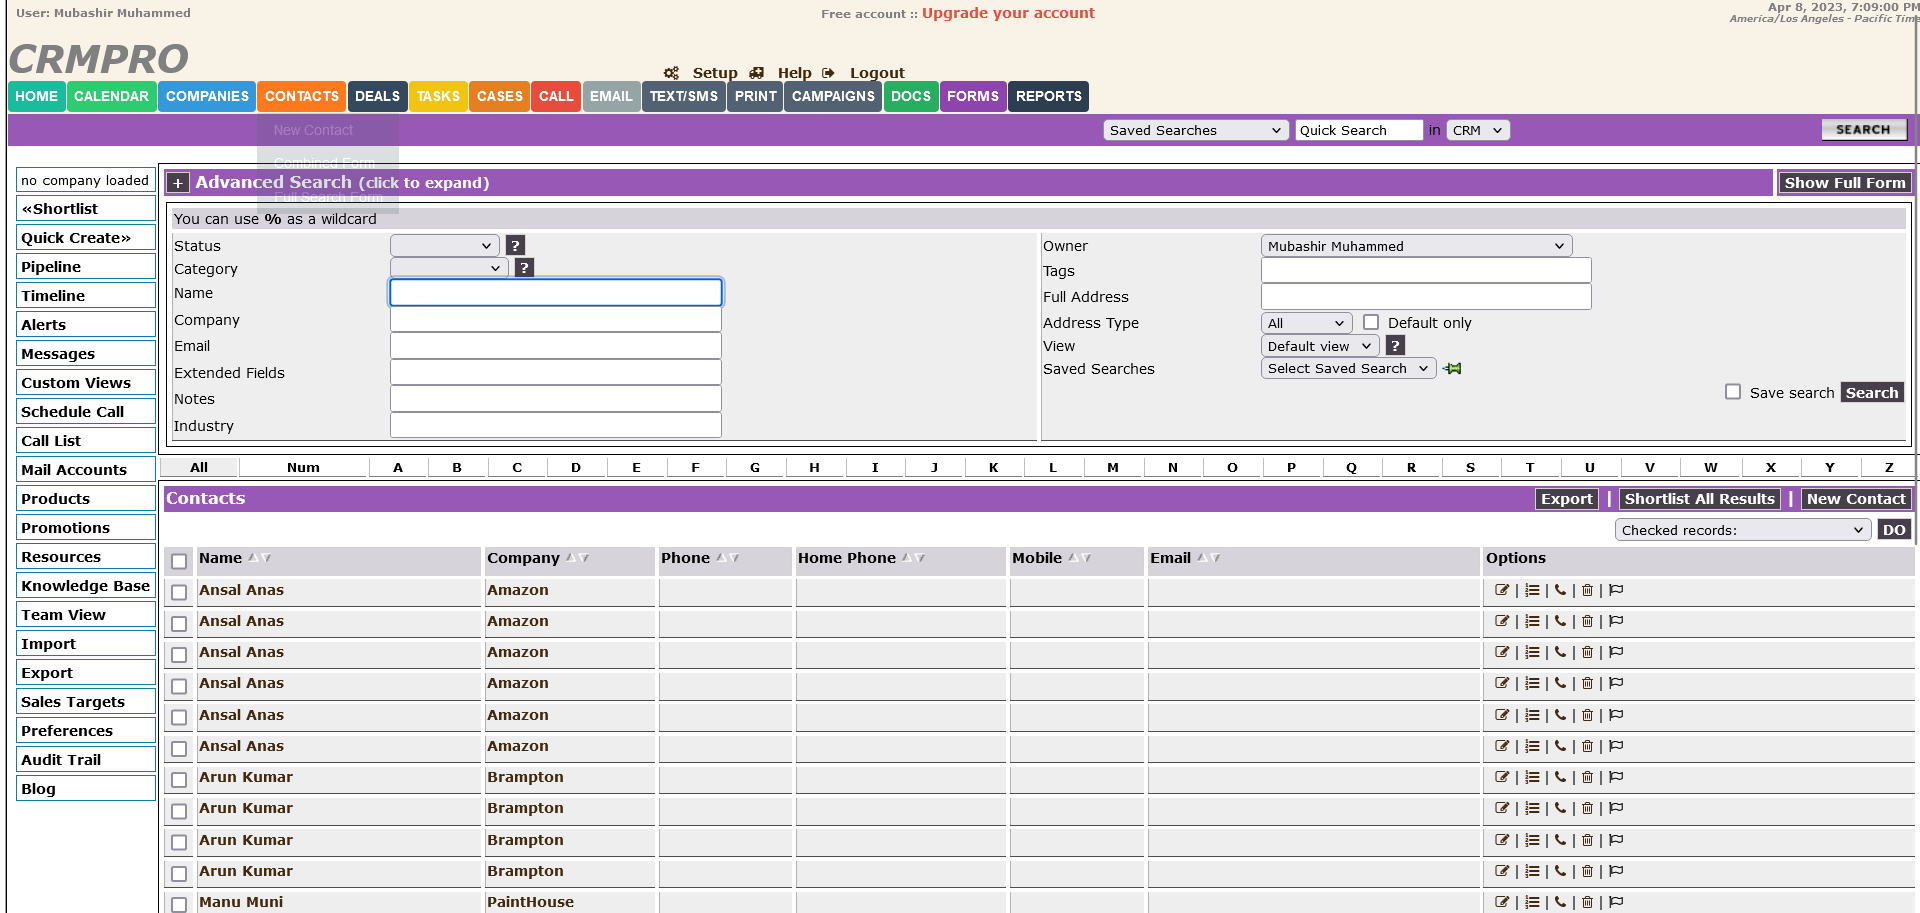 User: Mubashir Muhammed
Free account :: Upgrade your account
Apr 8, 2023, 7:09:00 PM
America/Los Angeles - Pacific Time
CRMPRO
Setup Help Logout
HOME CALENDAR COMPANIES CONTACTS DEALS TASKS CASES CALL EMAIL TEXT/SMS PRINT CAMPAIGNS DOCS FORMS REPORTS
New Contact
Combined Form
Full Search Form
Saved Searches Quick Search in CRM SEARCH
no company loaded
«Shortlist
Quick Create»
Pipeline
Timeline
Alerts
Messages
Custom Views
Schedule Call
Call List
Mail Accounts
Products
Promotions
Resources
Knowledge Base
Team View
Import
Export
Sales Targets
Preferences
Audit Trail
Blog
+ Advanced Search (click to expand) Show Full Form
You can use % as a wildcard
Status ?
Category ?
Name
Company
Email
Extended Fields
Notes
Industry
Owner Mubashir Muhammed
Tags
Full Address
Address Type All Default only
View Default view ?
Saved Searches Select Saved Search
Save search Search
All Num A B C D E F G H I J K L M N O P Q R S T U V W X Y Z
Contacts Export | Shortlist All Results | New Contact
Checked records: DO
Name Company Phone Home Phone Mobile Email Options
Ansal Anas Amazon | | | |
Ansal Anas Amazon | | | |
Ansal Anas Amazon | | | |
Ansal Anas Amazon | | | |
Ansal Anas Amazon | | | |
Ansal Anas Amazon | | | |
Arun Kumar Brampton | | | |
Arun Kumar Brampton | | | |
Arun Kumar Brampton | | | |
Arun Kumar Brampton | | | |
Manu Muni PaintHouse | | | |